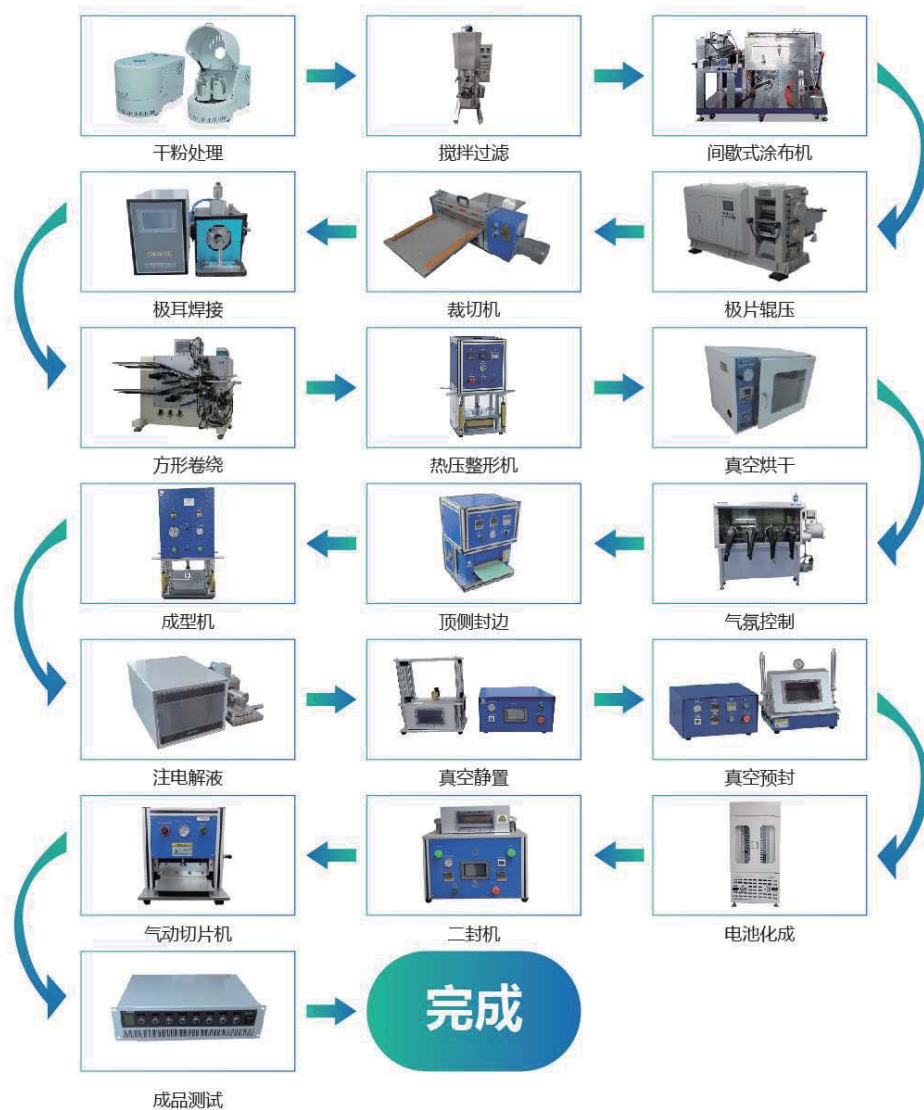 干粉处理
搅拌过滤
间歇式涂布机
极耳焊接
裁切机
极片辊压
方形卷绕
热压整形机
真空烘干
成型机
顶侧封边
气氛控制
注电解液
真空静置
真空预封
气动切片机
二封机
电池化成
完成
成品测试